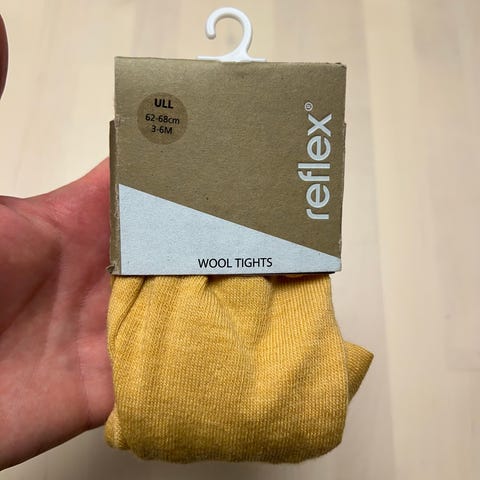 ULL
62-68cm
3-6M
reflex®
WOOL TIGHTS